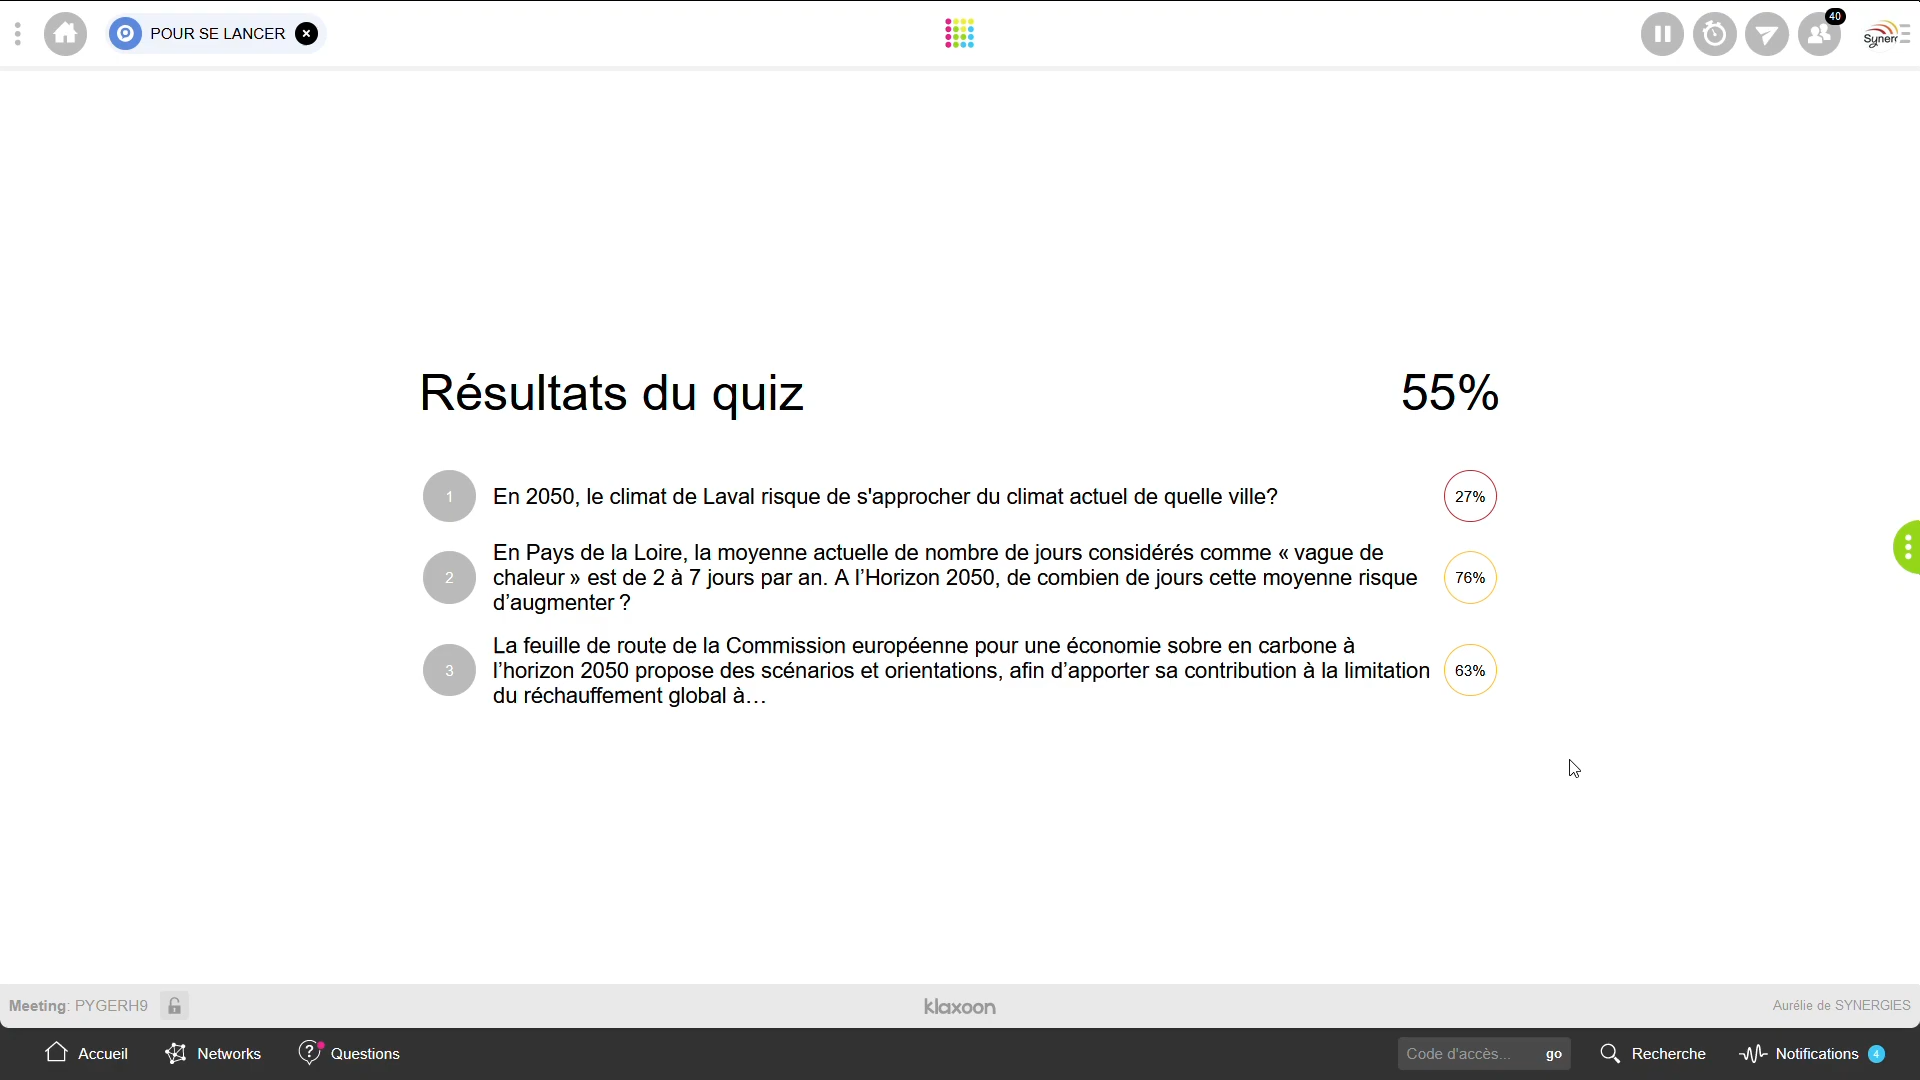 POUR SE LANCER
40
Résultats du quiz
55%
1
En 2050, le climat de Laval risque de s'approcher du climat actuel de quelle ville?
27%
2
En Pays de la Loire, la moyenne actuelle de nombre de jours considérés comme « vague de
chaleur » est de 2 à 7 jours par an. A l’Horizon 2050, de combien de jours cette moyenne risque
d’augmenter ?
76%
3
La feuille de route de la Commission européenne pour une économie sobre en carbone à
l’horizon 2050 propose des scénarios et orientations, afin d’apporter sa contribution à la limitation
du réchauffement global à…
63%
Meeting: PYGERH9
klaxoon
Aurélie de SYNERGIES
Accueil
Networks
Questions
Code d'accès...
go
Recherche
Notifications
4